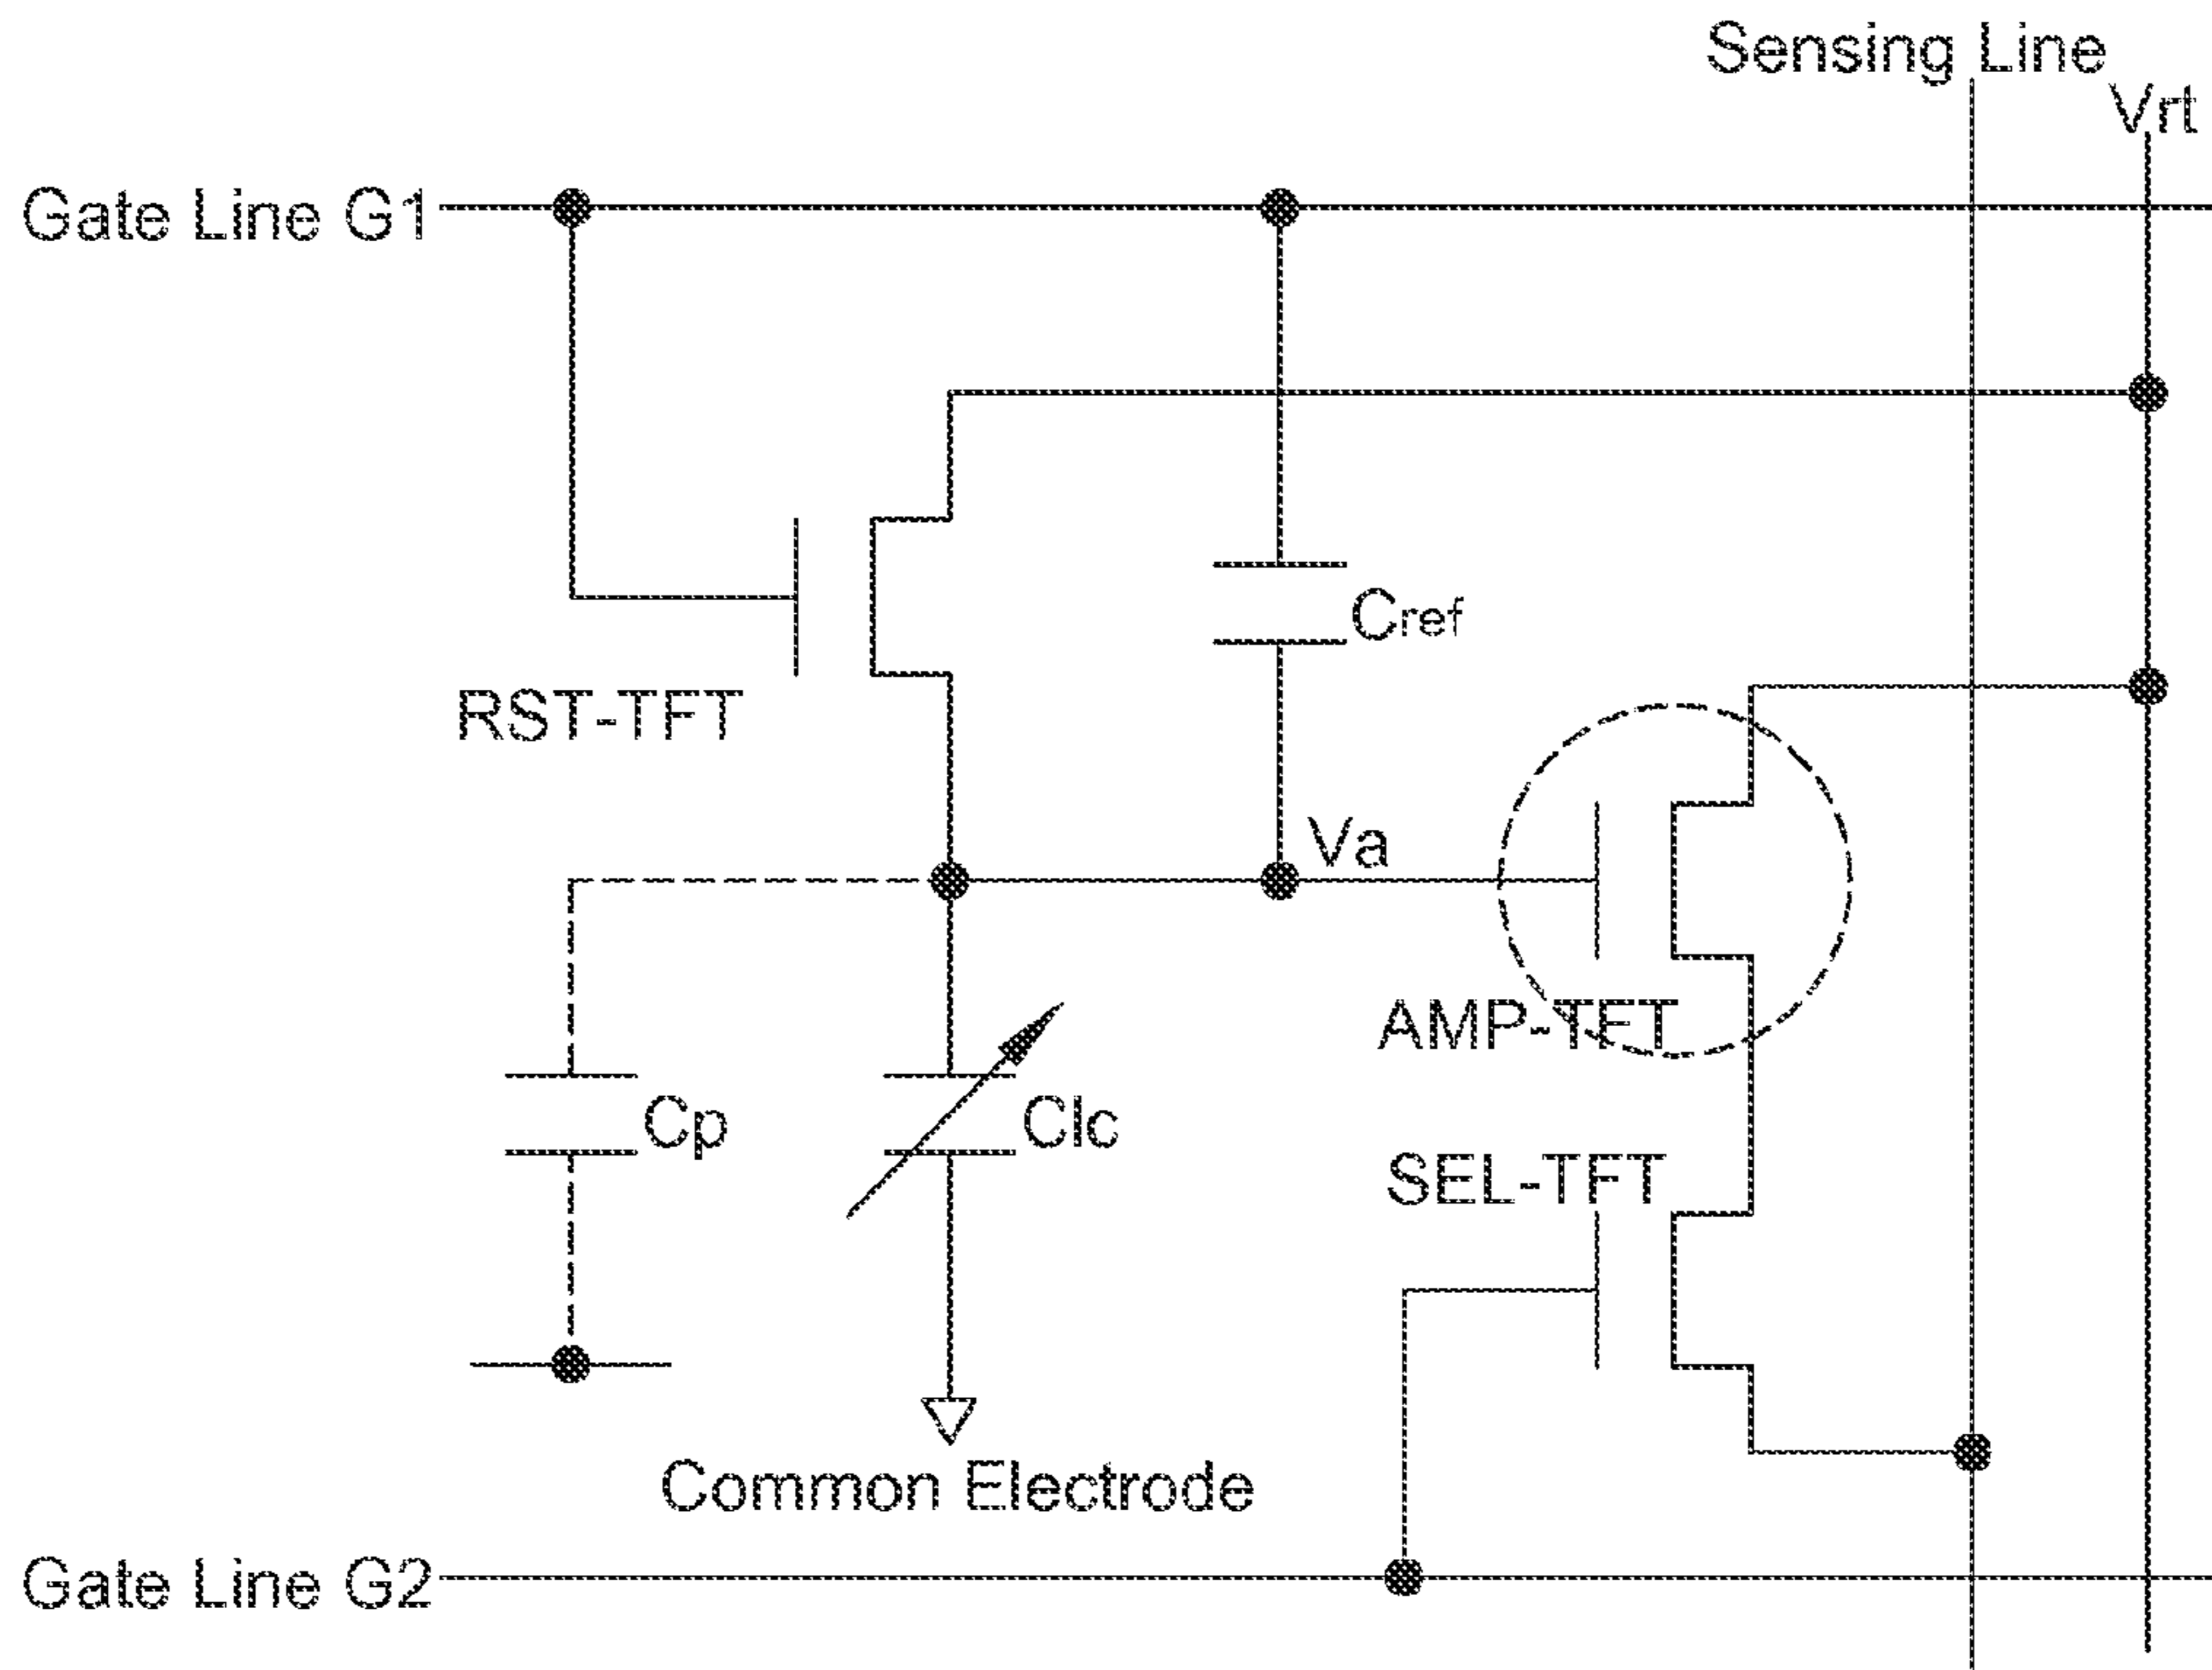 Sensing Line
Vrt
Gate Line G1
Cref
RST-TFT
Va
AMP-TFT
Cp
Clc
SEL-TFT
Common Electrode
Gate Line G2